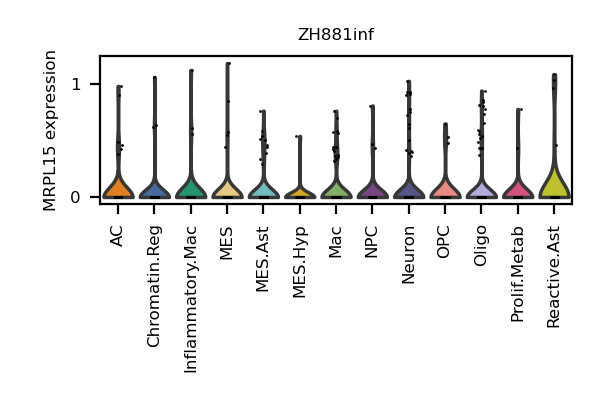 ZH881inf
MRPL15 expression
1
0
AC
Chromatin.Reg
Inflammatory.Mac
MES
MES.Ast
MES.Hyp
Mac
NPC
Neuron
OPC
Oligo
Prolif.Metab
Reactive.Ast